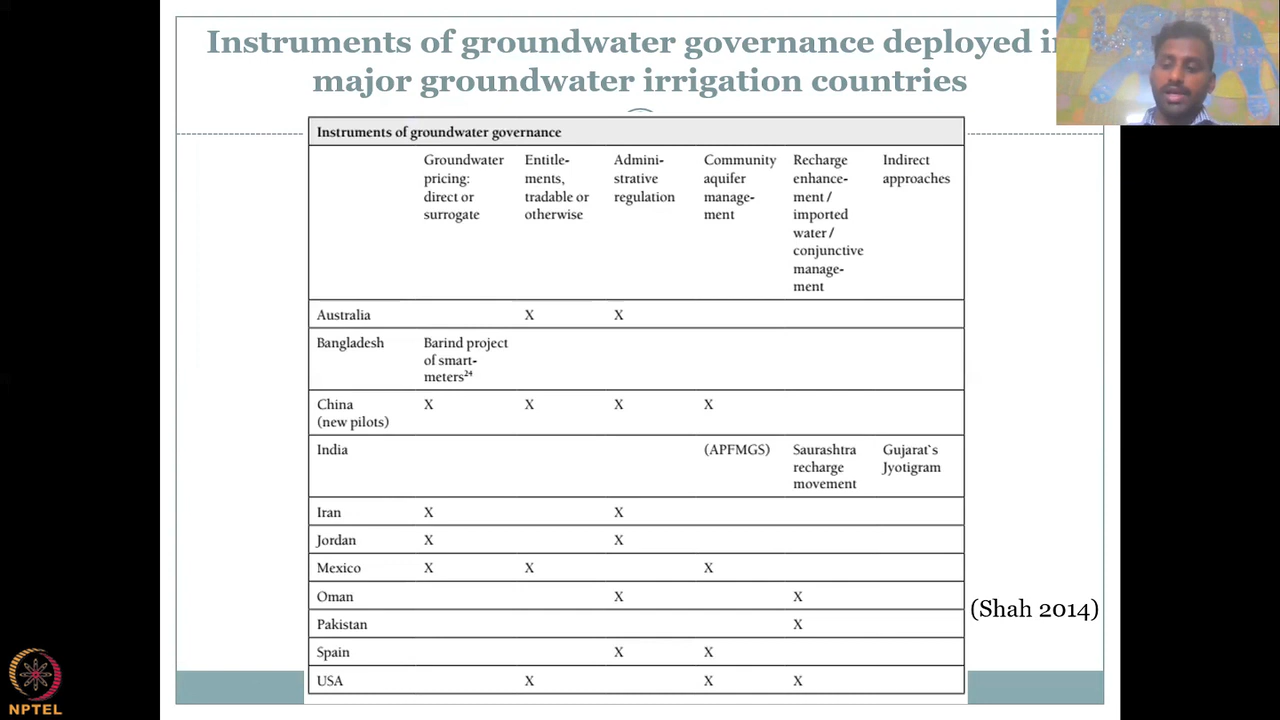 Instruments of groundwater governance deployed in
major groundwater irrigation countries
Instruments of groundwater governance
Groundwater pricing: direct or surrogate
Entitle-ments, tradable or otherwise
Admini-strative regulation
Community aquifer manage-ment
Recharge enhance-ment / imported water / conjunctive manage-ment
Indirect approaches
Australia X X
Bangladesh Barind project of smart-meters²⁴
China (new pilots) X X X X
India (APFMGS) Saurashtra recharge movement Gujarat`s Jyotigram
Iran X X
Jordan X X
Mexico X X X
Oman X X
Pakistan X
Spain X X
USA X X X
(Shah 2014)
NPTEL